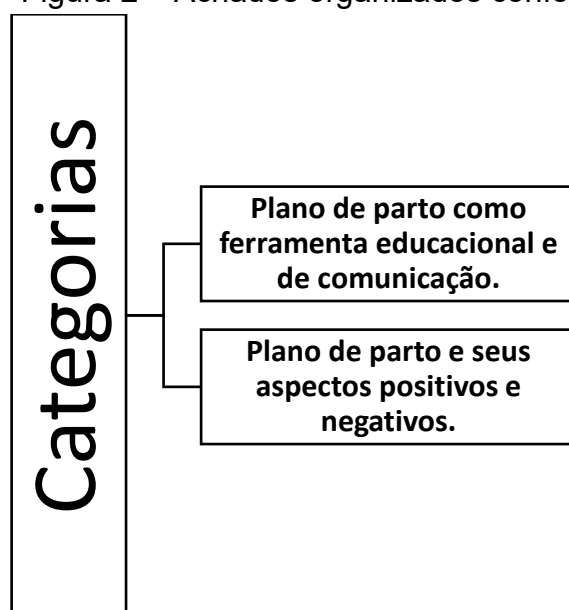 Categorias
Plano de parto como
ferramenta educacional e
de comunicação.
Plano de parto e seus
aspectos positivos e
negativos.